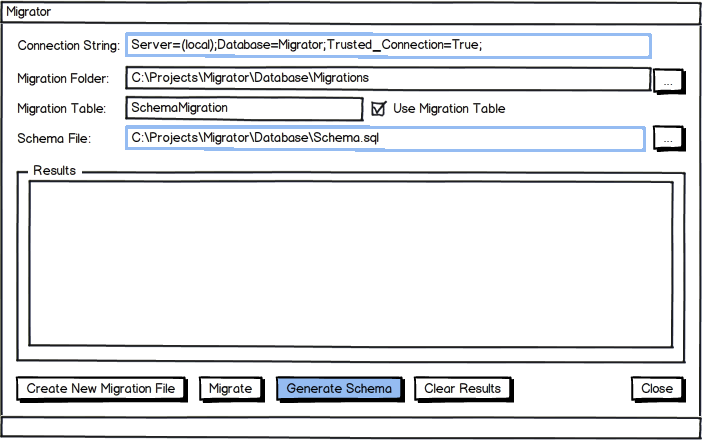 Migrator
Connection String: Server=(local);Database=Migrator;Trusted_Connection=True;
Migration Folder: C:\Projects\Migrator\Database\Migrations ...
Migration Table: SchemaMigration Use Migration Table
Schema File: C:\Projects\Migrator\Database\Schema.sql ...
Results
Create New Migration File Migrate Generate Schema Clear Results Close